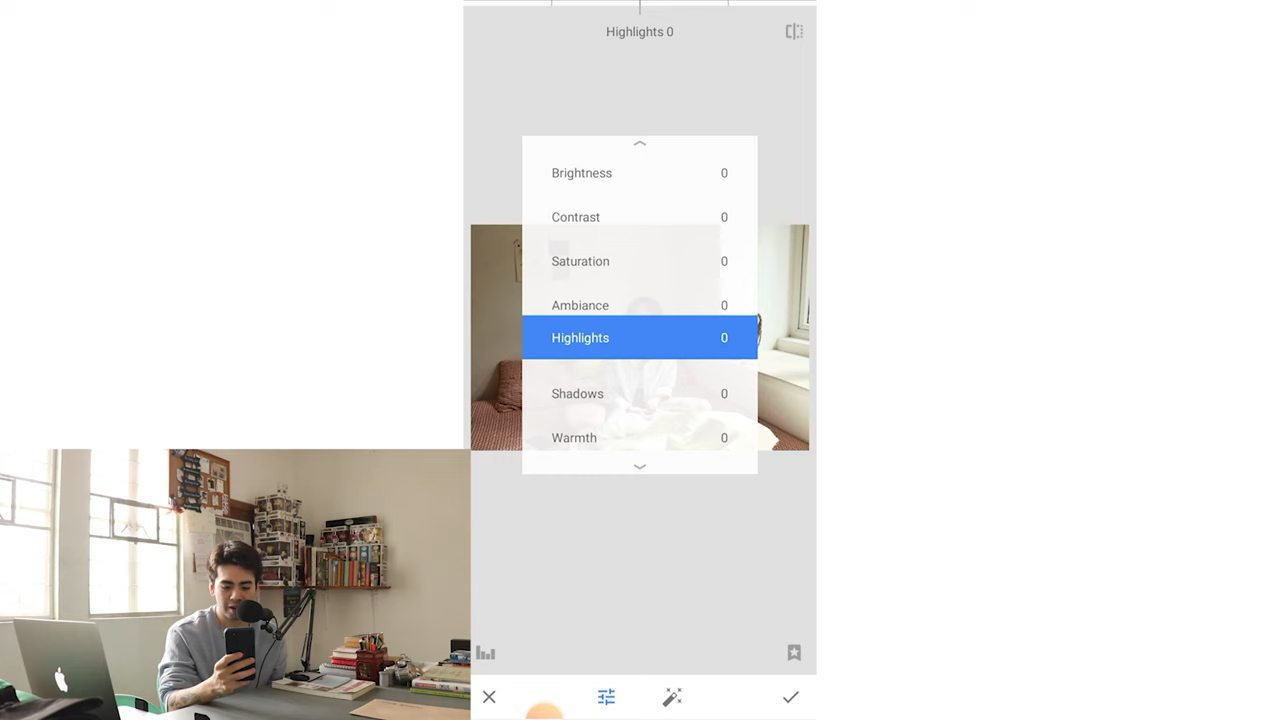 Highlights 0
Brightness 0
Contrast 0
Saturation 0
Ambiance 0
Highlights 0
Shadows 0
Warmth 0